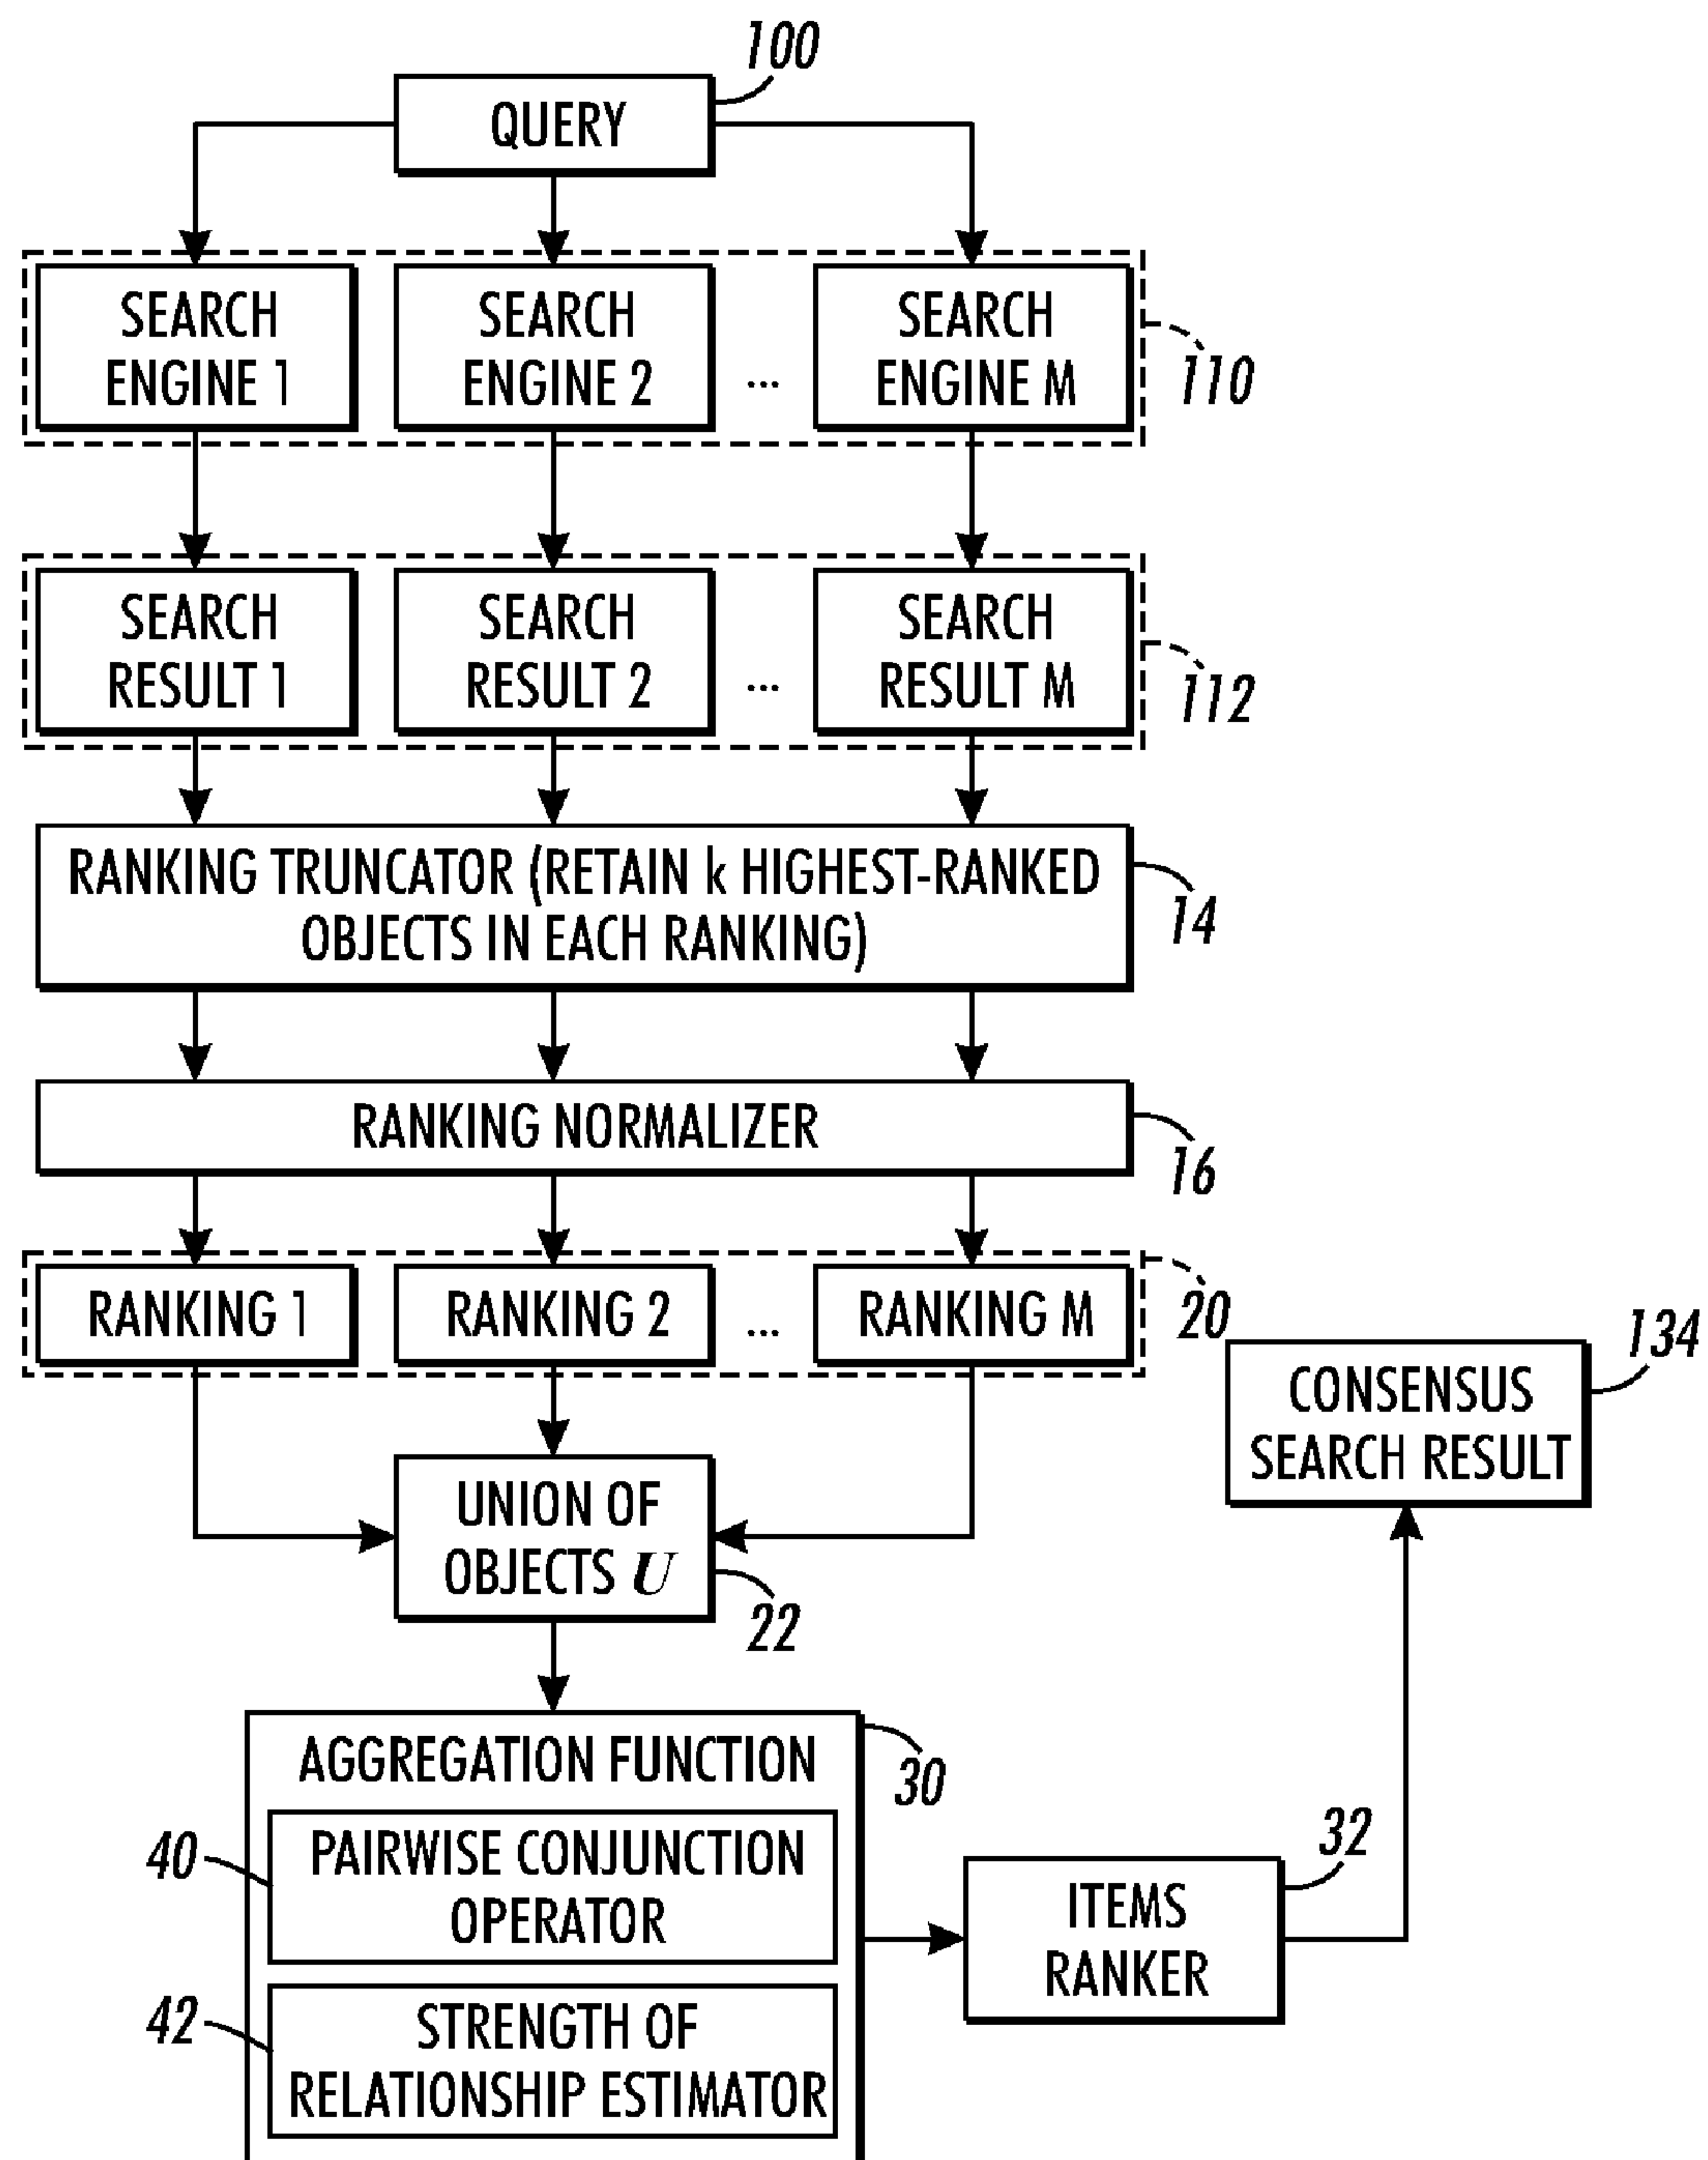 100
QUERY
SEARCH
ENGINE 1
SEARCH
ENGINE 2
...
SEARCH
ENGINE M
110
SEARCH
RESULT 1
SEARCH
RESULT 2
...
SEARCH
RESULT M
112
RANKING TRUNCATOR (RETAIN k HIGHEST-RANKED
OBJECTS IN EACH RANKING)
14
RANKING NORMALIZER
16
RANKING 1
RANKING 2
...
RANKING M
20
134
CONSENSUS
SEARCH RESULT
UNION OF
OBJECTS U
22
AGGREGATION FUNCTION
30
40
PAIRWISE CONJUNCTION
OPERATOR
32
ITEMS
RANKER
42
STRENGTH OF
RELATIONSHIP ESTIMATOR